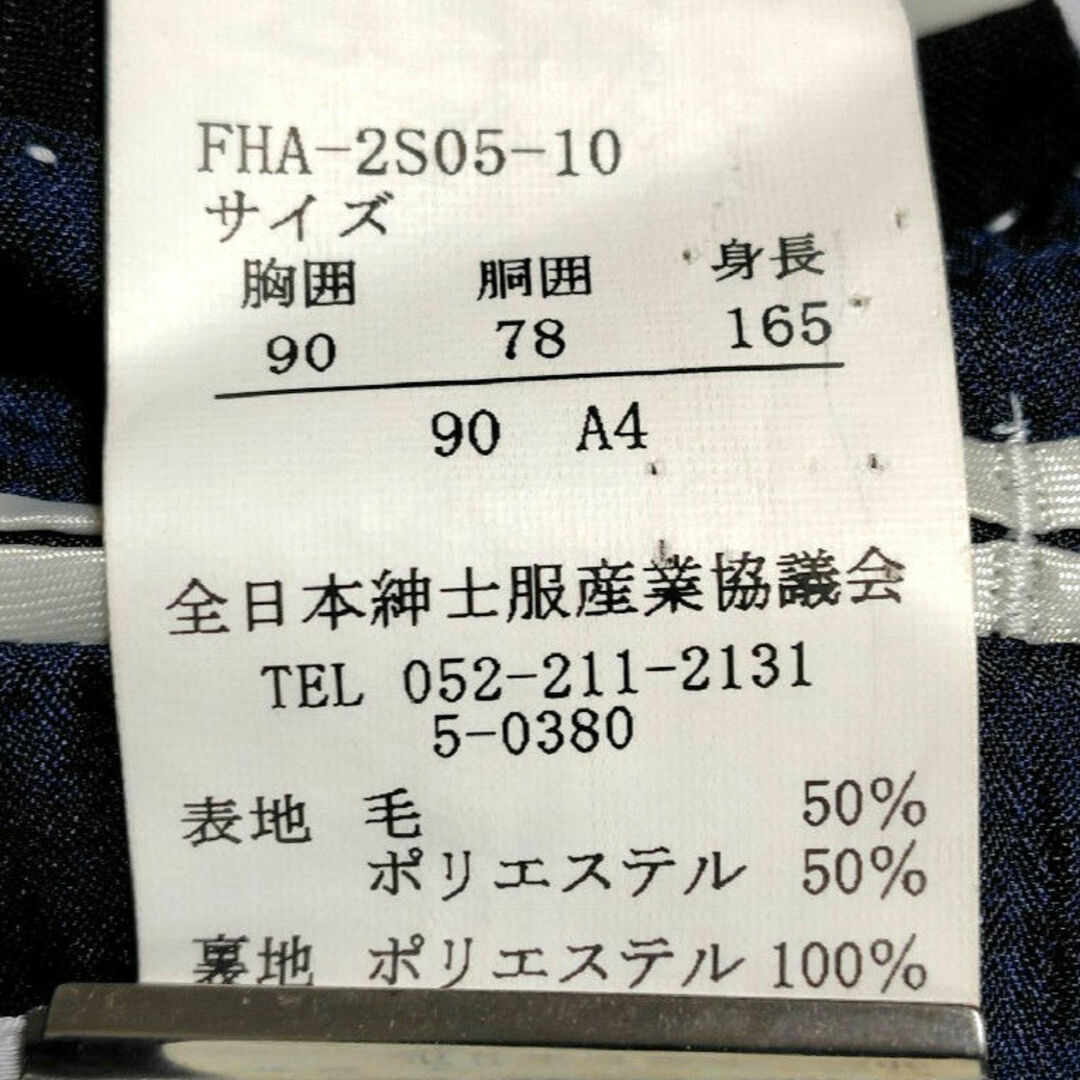 FHA-2S05-10
サイズ
胸囲 胴囲 身長
90 78 165
90 A4
全日本紳士服産業協議会
TEL 052-211-2131
5-0380
表地 毛 50%
ポリエステル 50%
裏地 ポリエステル 100%